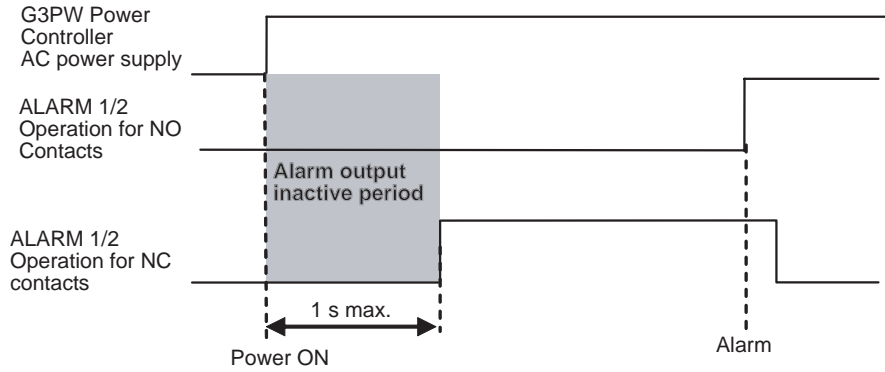 G3PW Power
Controller
AC power supply
ALARM 1/2
Operation for NO
Contacts
Alarm output
inactive period
ALARM 1/2
Operation for NC
contacts
1 s max.
Power ON
Alarm